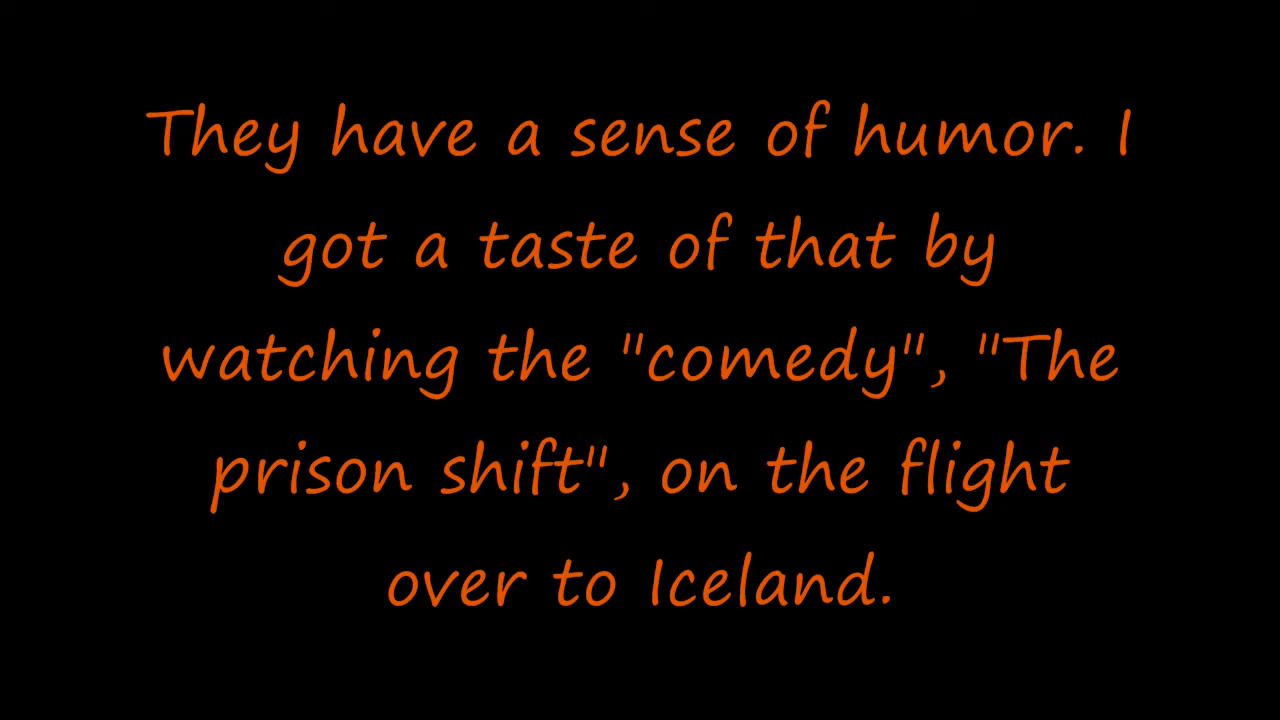 They have a sense of humor. I
got a taste of that by
watching the "comedy", "The
prison shift", on the flight
over to Iceland.